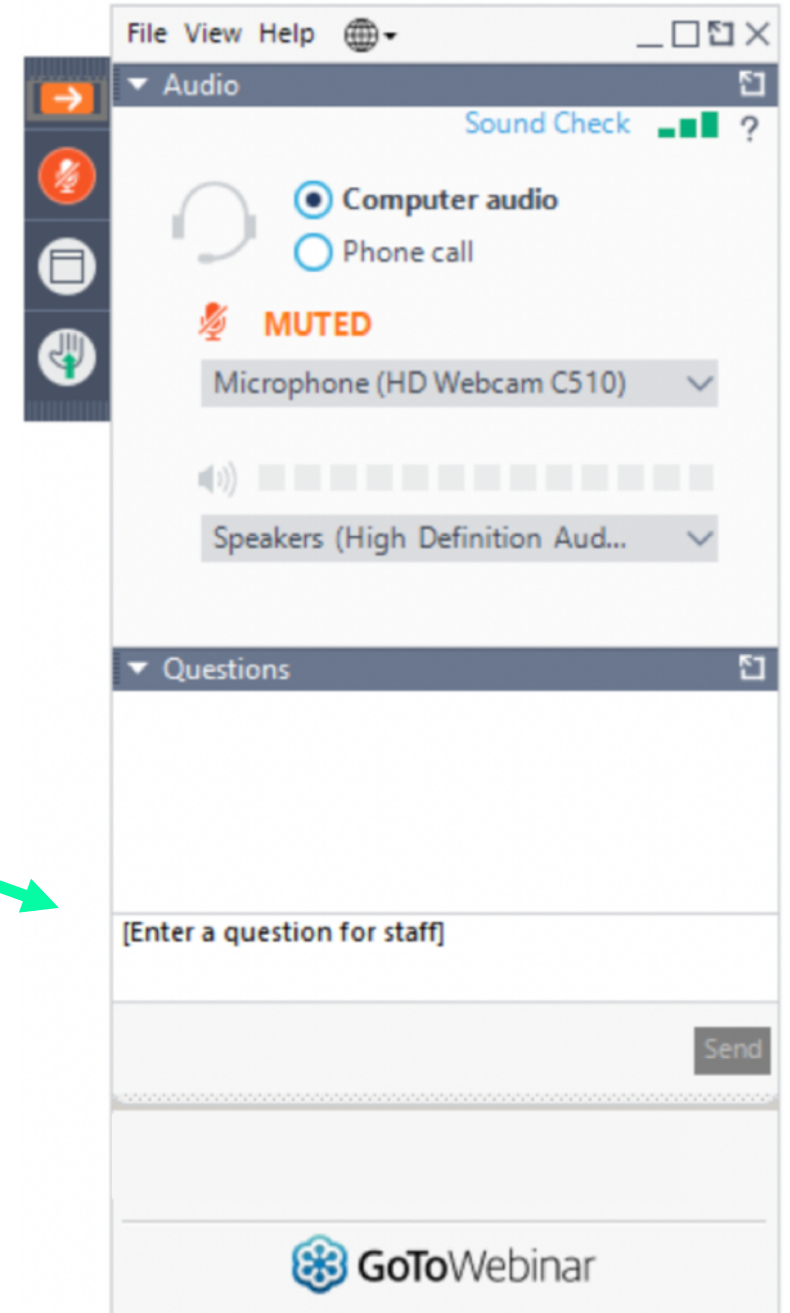 File View Help
Audio
Sound Check ?
Computer audio
Phone call
MUTED
Microphone (HD Webcam C510)
Speakers (High Definition Aud...
Questions
[Enter a question for staff]
Send
GoToWebinar